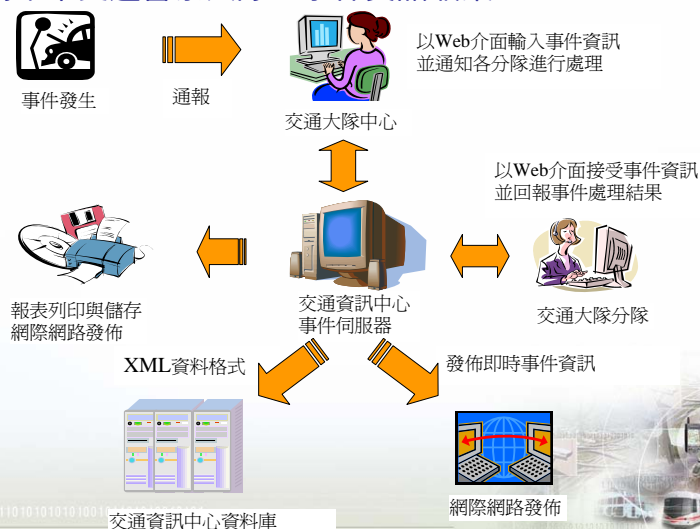 以Web介面輸入事件資訊
並通知各分隊進行處理
事件發生
通報
交通大隊中心
以Web介面接受事件資訊
並回報事件處理結果
報表列印與儲存
網際網路發佈
交通資訊中心
事件伺服器
交通大隊分隊
XML資料格式
發佈即時事件資訊
網際網路發佈
交通資訊中心資料庫